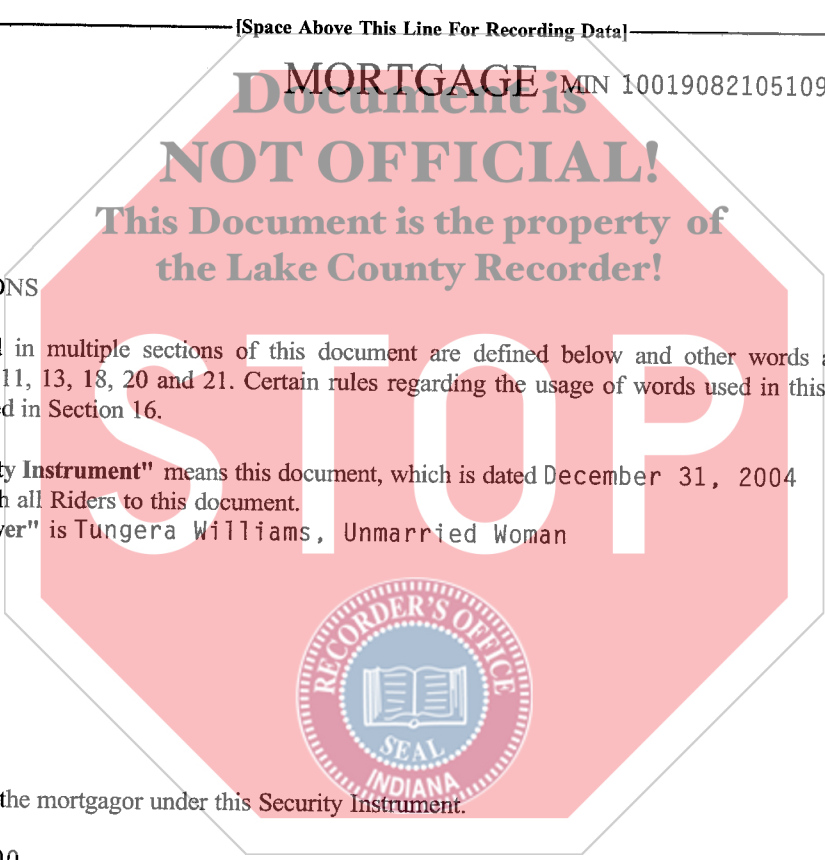 [Space Above This Line For Recording Data]
MORTGAGE MIN 10019082105109
Document is
NOT OFFICIAL!
This Document is the property of
the Lake County Recorder!
ONS
in multiple sections of this document are defined below and other words
11, 13, 18, 20 and 21. Certain rules regarding the usage of words used in this
d in Section 16.
STOP
ty Instrument" means this document, which is dated December 31, 2004
h all Riders to this document.
er" is Tungera Williams, Unmarried Woman
RECORDER'S OFFICE
SEAL
INDIANA
the mortgagor under this Security Instrument.